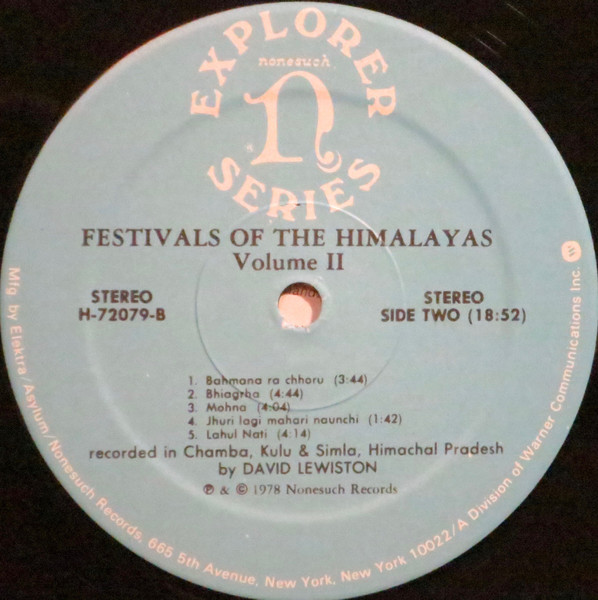 EXPLORER
nonesuch
n
SERIES
FESTIVALS OF THE HIMALAYAS
Volume II
STEREO
H-72079-B
STEREO
SIDE TWO (18:52)
1. Bahmana ra chhoru (3:44)
2. Bhiagrha (4:44)
3. Mohna (4:04)
4. Jhuri lagi mahari naunchi (1:42)
5. Lahul Nati (4:14)
recorded in Chamba, Kulu & Simla, Himachal Pradesh
by DAVID LEWISTON
℗ & © 1978 Nonesuch Records
Mfg. by Elektra/Asylum/Nonesuch Records, 665 5th Avenue, New York, New York 10022/A Division of Warner Communications Inc.